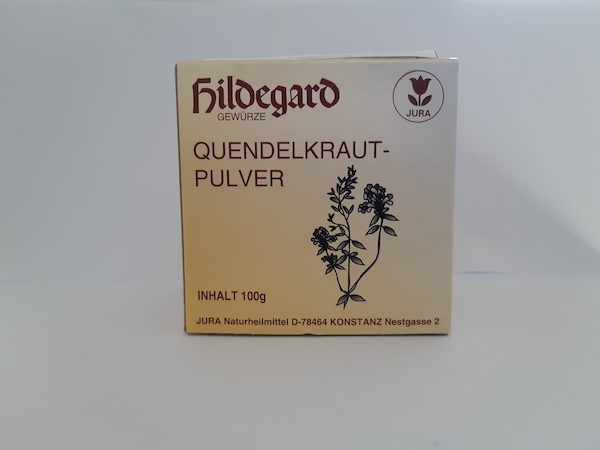 Hildegard
GEWÜRZE
JURA
QUENDELKRAUT-
PULVER
INHALT 100g
JURA Naturheilmittel D-78464 KONSTANZ Nestgasse 2